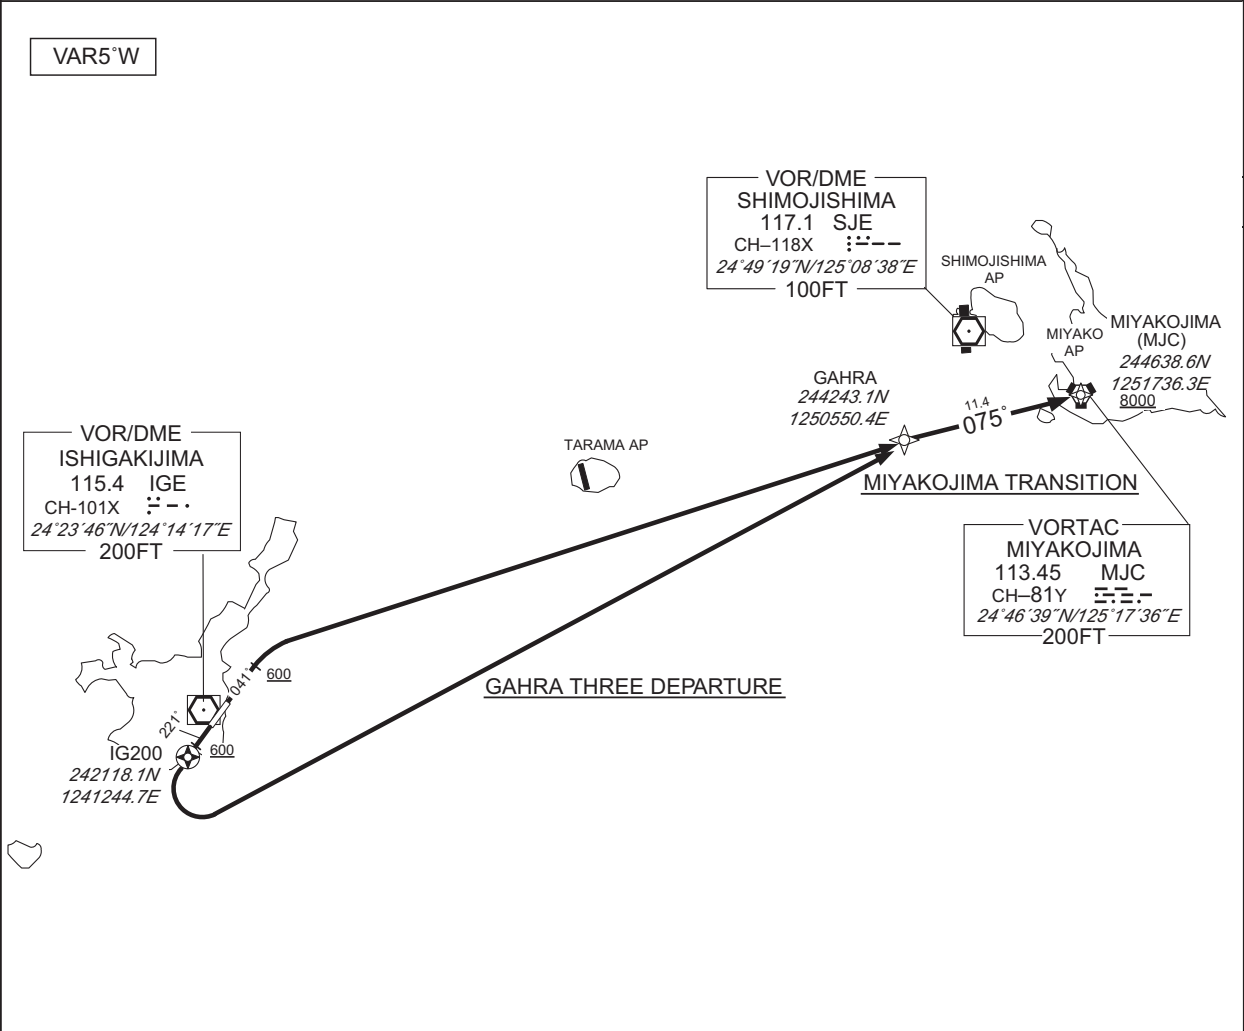 VAR5°W
VOR/DME
SHIMOJISHIMA
117.1 SJE
CH–118X
24°49´19˝N/125°08´38˝E
100FT
SHIMOJISHIMA
AP
MIYAKO
AP
MIYAKOJIMA
(MJC)
244638.6N
1251736.3E
8000
GAHRA
244243.1N
1250550.4E
11.4
075°
TARAMA AP
MIYAKOJIMA TRANSITION
VOR/DME
ISHIGAKIJIMA
115.4 IGE
CH-101X
24°23´46˝N/124°14´17˝E
200FT
VORTAC
MIYAKOJIMA
113.45 MJC
CH–81Y
24°46´39˝N/125°17´36˝E
200FT
041°
600
GAHRA THREE DEPARTURE
221°
600
IG200
242118.1N
1241244.7E